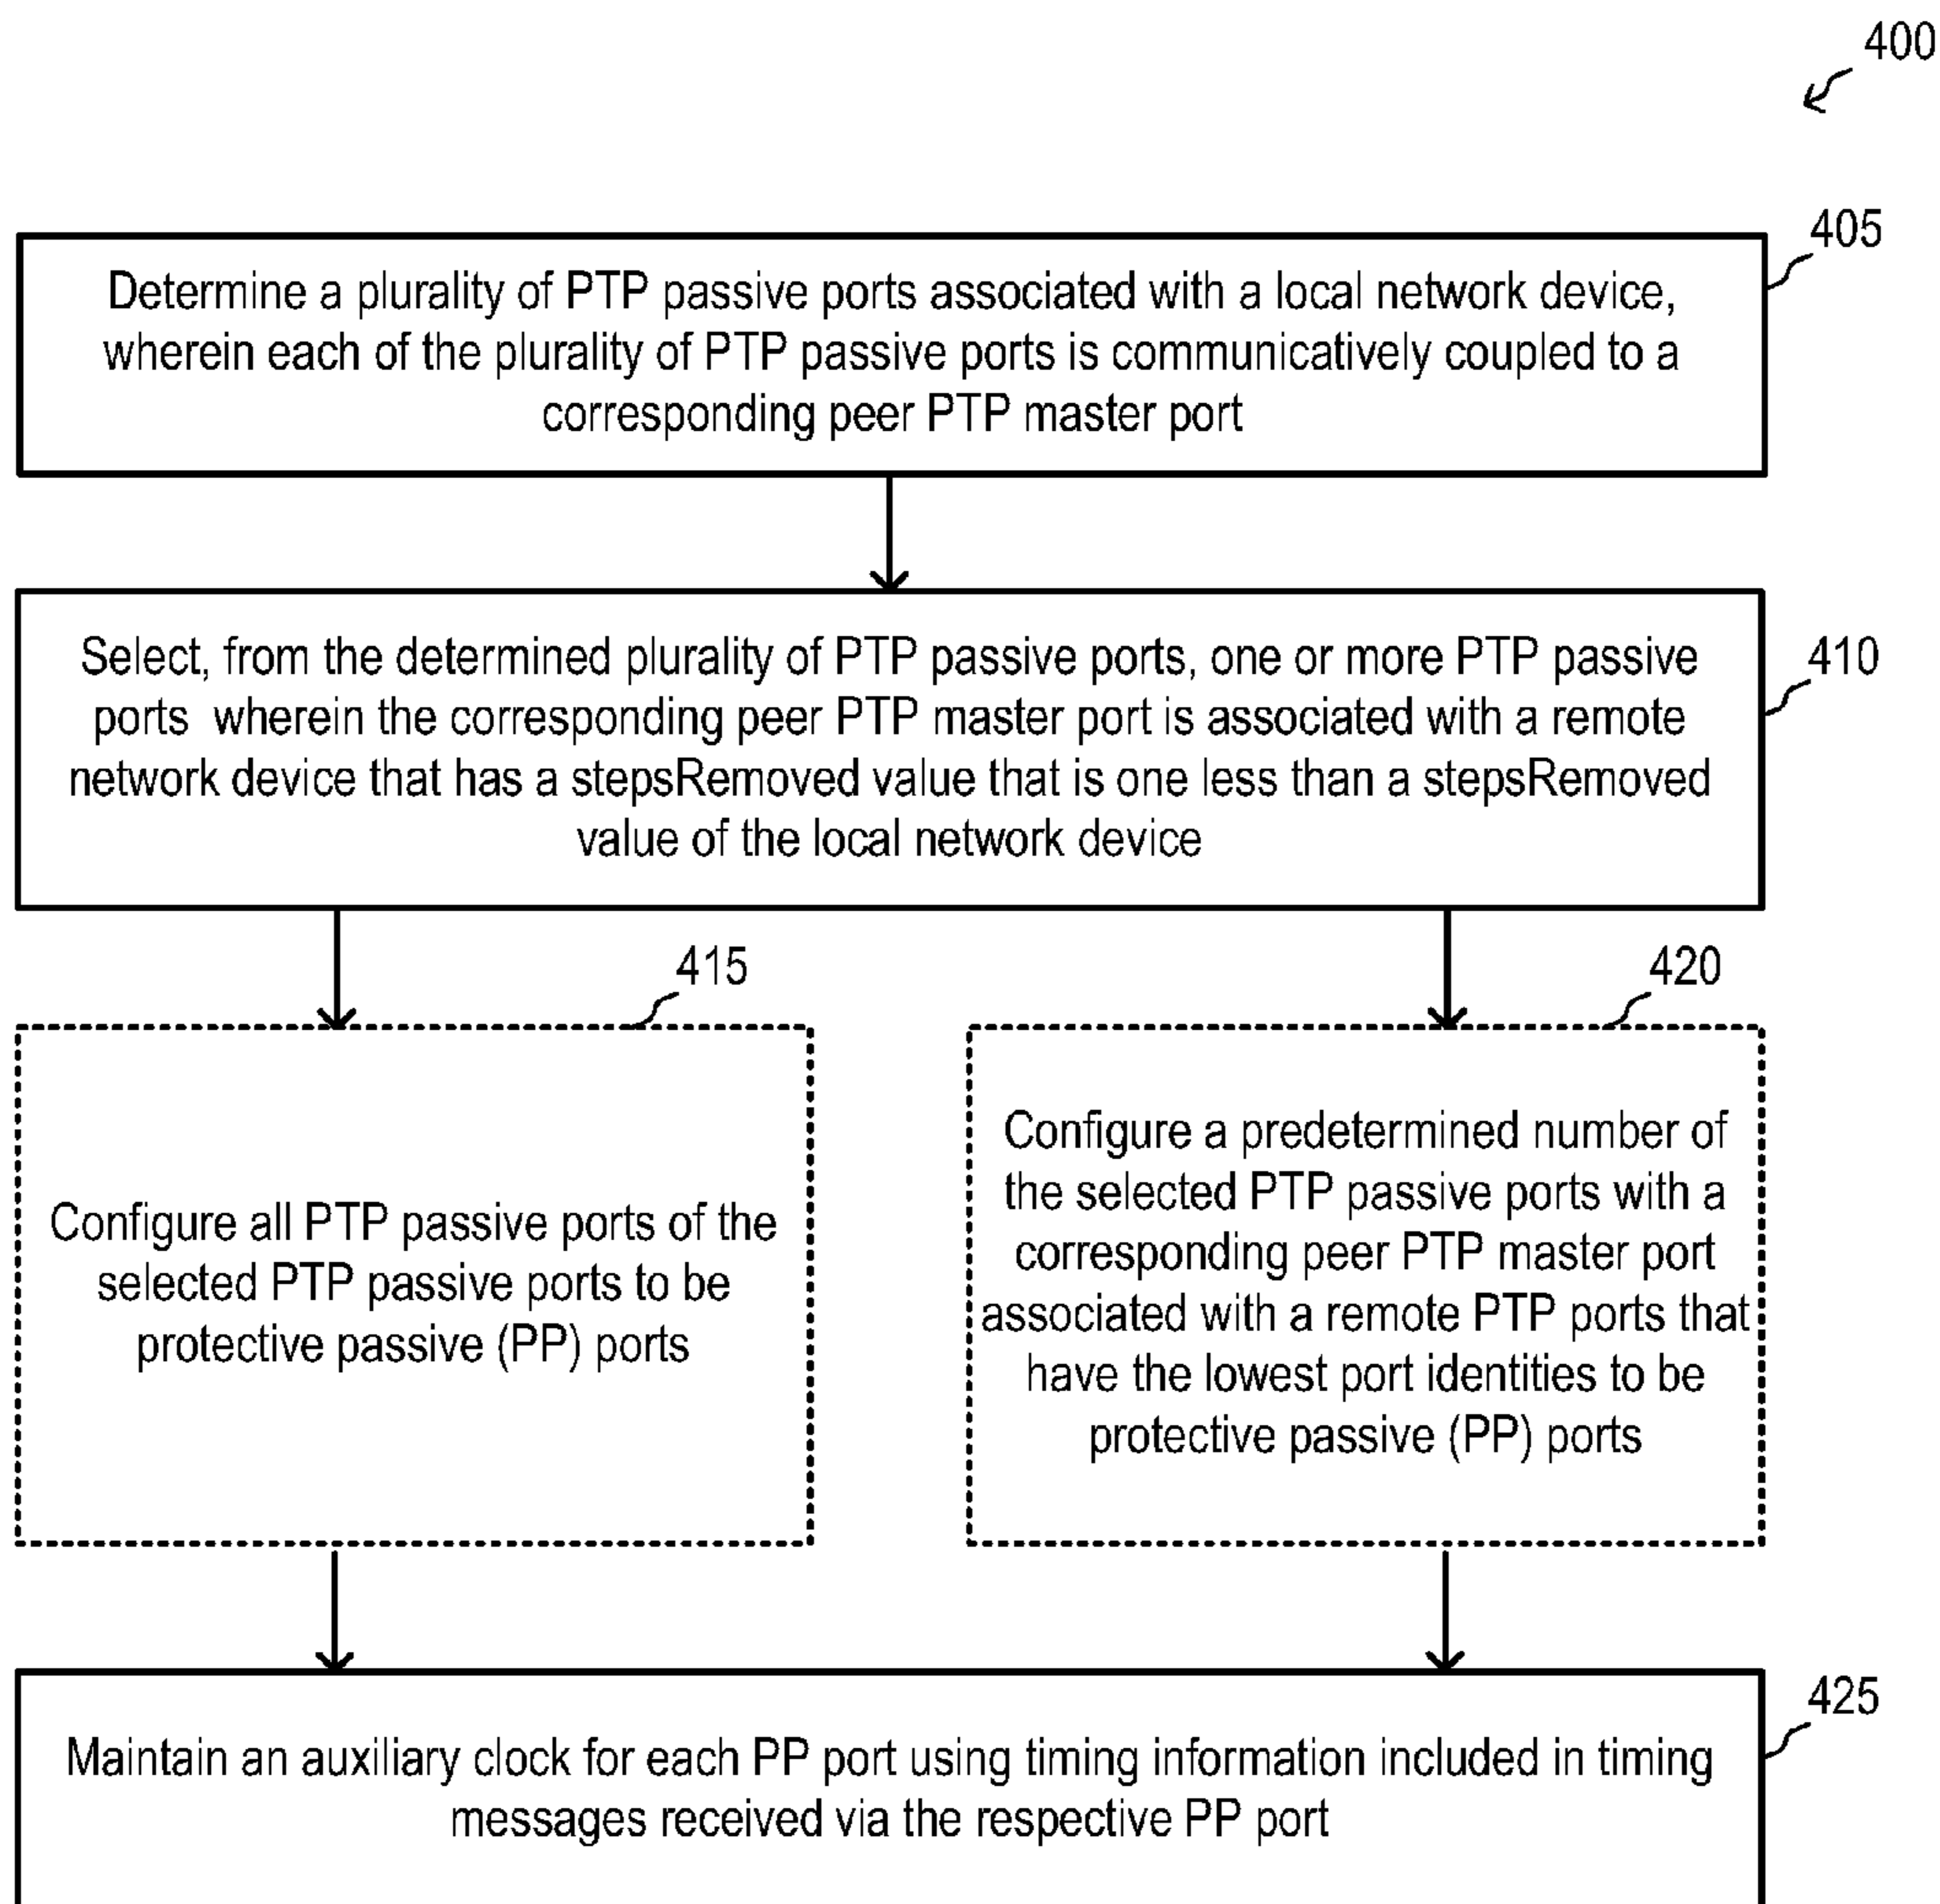 400
405
Determine a plurality of PTP passive ports associated with a local network device,
wherein each of the plurality of PTP passive ports is communicatively coupled to a
corresponding peer PTP master port
410
Select, from the determined plurality of PTP passive ports, one or more PTP passive
ports wherein the corresponding peer PTP master port is associated with a remote
network device that has a stepsRemoved value that is one less than a stepsRemoved
value of the local network device
415
Configure all PTP passive ports of the
selected PTP passive ports to be
protective passive (PP) ports
420
Configure a predetermined number of
the selected PTP passive ports with a
corresponding peer PTP master port
associated with a remote PTP ports that
have the lowest port identities to be
protective passive (PP) ports
425
Maintain an auxiliary clock for each PP port using timing information included in timing
messages received via the respective PP port